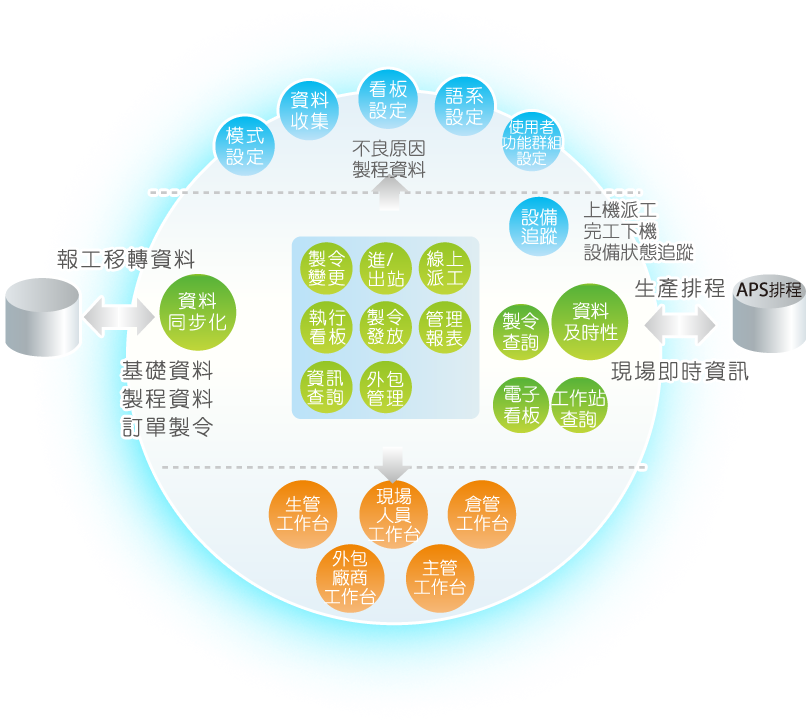 模式
設定
資料
收集
看板
設定
語系
設定
使用者
功能群組
設定
不良原因
製程資料
設備
追蹤
上機派工
完工下機
設備狀態追蹤
報工移轉資料
資料
同步化
基礎資料
製程資料
訂單製令
製令
變更
進/
出站
線上
派工
執行
看板
製令
發放
管理
報表
資訊
查詢
外包
管理
製令
查詢
資料
及時性
電子
看板
工作站
查詢
生產排程
APS排程
現場即時資訊
生管
工作台
現場
人員
工作台
倉管
工作台
外包
廠商
工作台
主管
工作台